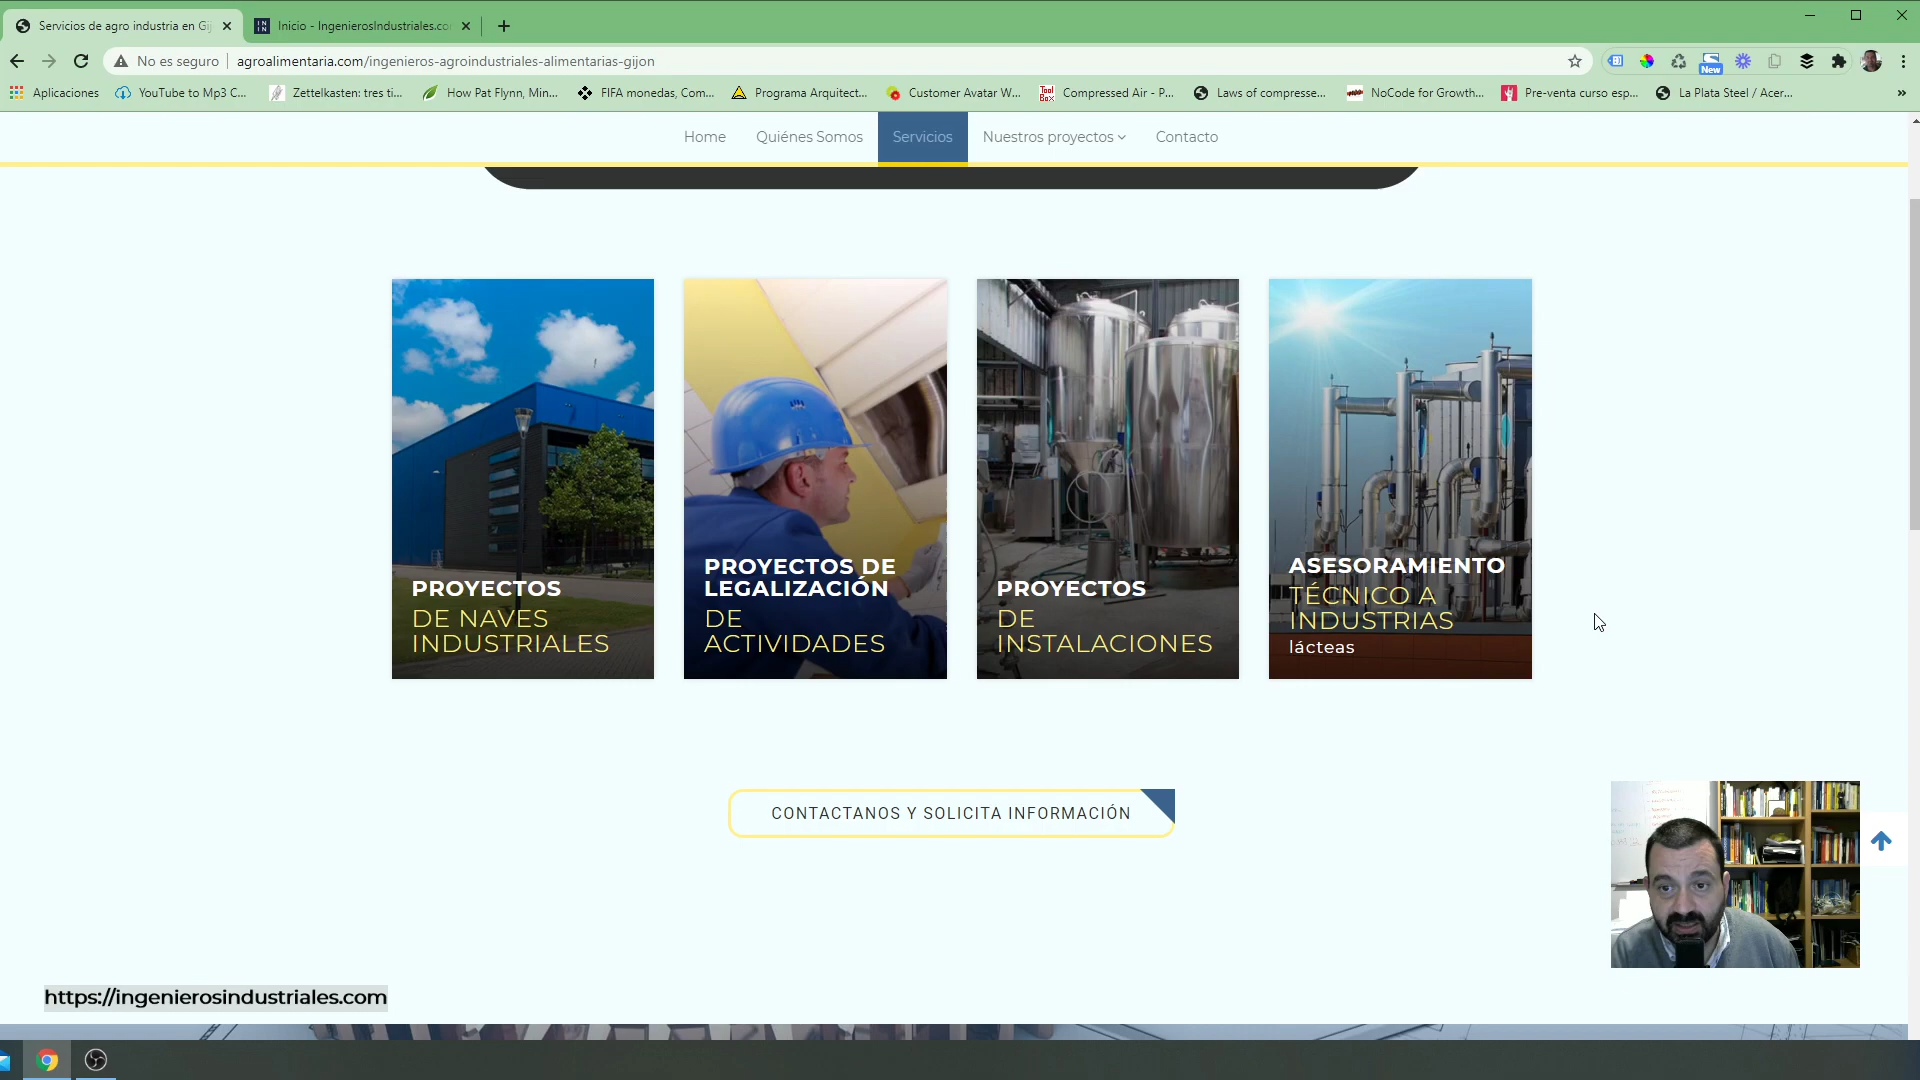 Servicios de agro industria en Gij
Inicio - IngenierosIndustriales.co
No es seguro
agroalimentaria.com/ingenieros-agroindustriales-alimentarias-gijon
New
Aplicaciones
YouTube to Mp3 C...
Zettelkasten: tres ti...
How Pat Flynn, Min...
FIFA monedas, Com...
Programa Arquitect...
Customer Avatar W...
Tool Box
Compressed Air - P...
Laws of compresse...
NoCode for Growth...
Pre-venta curso esp...
La Plata Steel / Acer...
Home
Quiénes Somos
Servicios
Nuestros proyectos
Contacto
PROYECTOS
DE NAVES
INDUSTRIALES
PROYECTOS DE
LEGALIZACIÓN
DE
ACTIVIDADES
PROYECTOS
DE
INSTALACIONES
ASESORAMIENTO
TÉCNICO A
INDUSTRIAS
lácteas
CONTACTANOS Y SOLICITA INFORMACIÓN
https://ingenierosindustriales.com